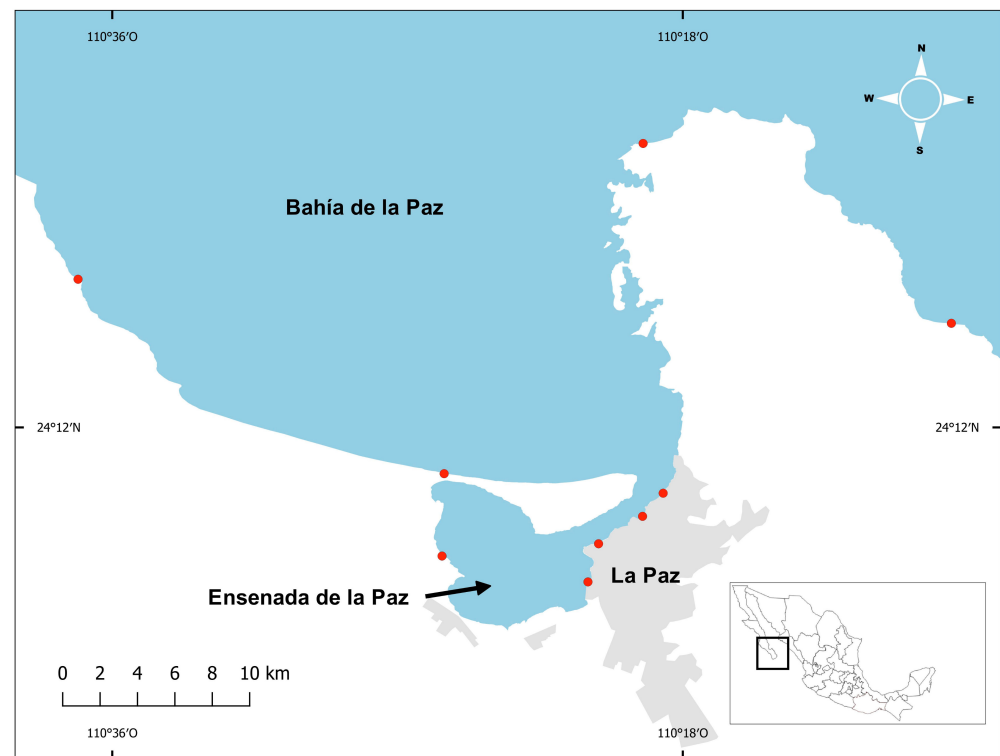 110°36'O
110°18'O
N
W
E
S
Bahía de la Paz
24°12'N
24°12'N
La Paz
Ensenada de la Paz
0 2 4 6 8 10 km
110°36'O
110°18'O